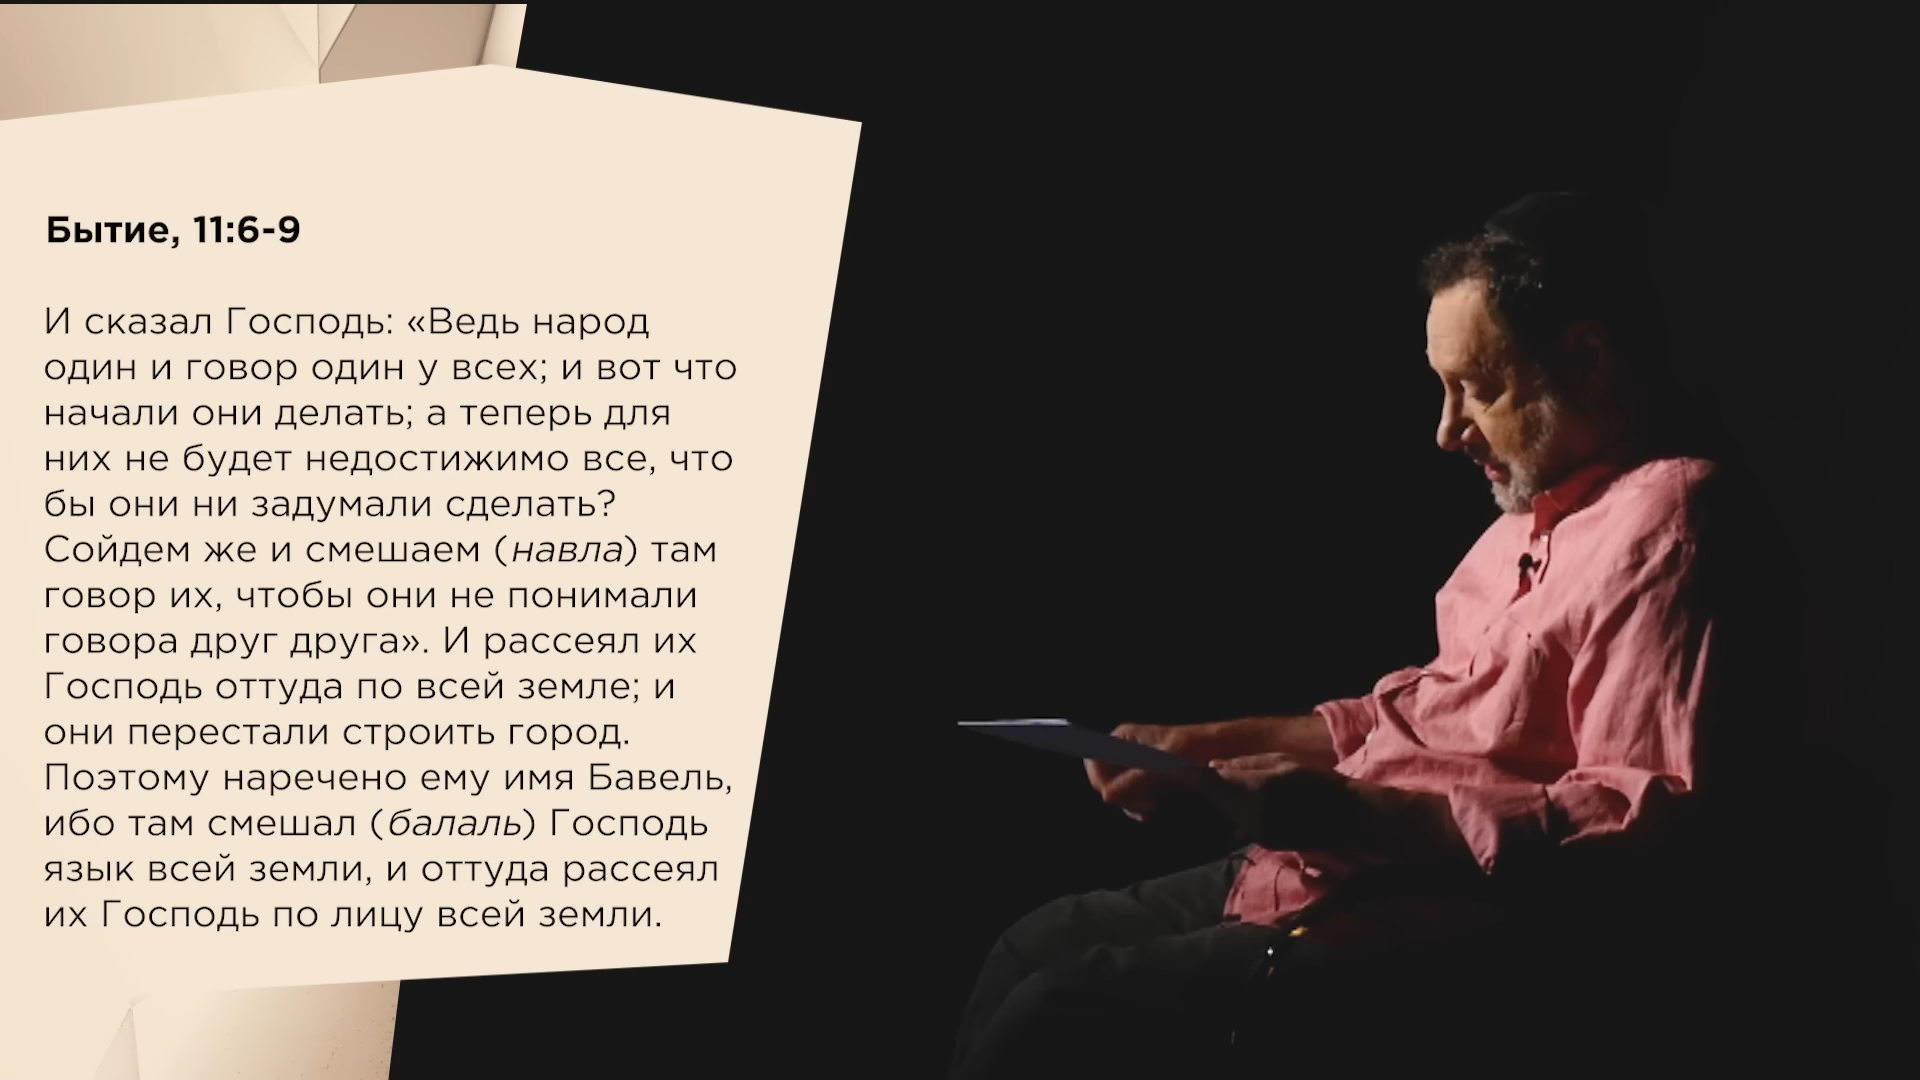 Бытие, 11:6-9
И сказал Господь: «Ведь народ
один и говор один у всех; и вот что
начали они делать; а теперь для
них не будет недостижимо все, что
бы они ни задумали сделать?
Сойдем же и смешаем (навла) там
говор их, чтобы они не понимали
говора друг друга». И рассеял их
Господь оттуда по всей земле; и
они перестали строить город.
Поэтому наречено ему имя Бавель,
ибо там смешал (балаль) Господь
язык всей земли, и оттуда рассеял
их Господь по лицу всей земли.